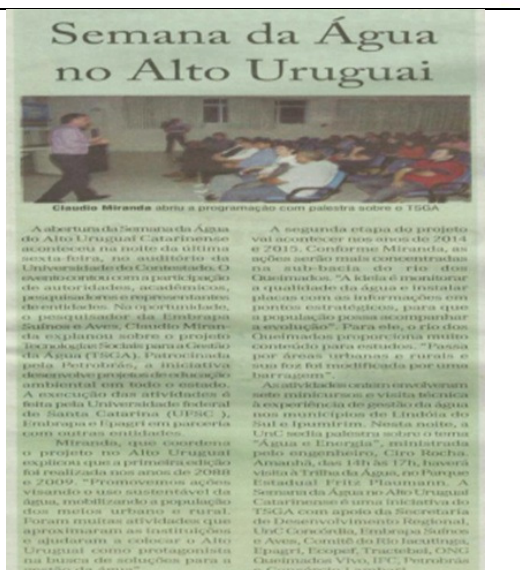 Semana da Água
no Alto Uruguai
Claudio Miranda abriu a programação com palestra sobre o TSGA
A abertura da Semana da Água
do Alto Uruguai Catarinense
aconteceu na noite da última
sexta-feira, no auditório da
Universidade do Contestado. O
evento contou com a participação
de autoridades, acadêmicos,
pesquisadores e representantes
de entidades. Na oportunidade,
o pesquisador da Embrapa
Suínos e Aves, Claudio Miran-
da explanou sobre o projeto
Tecnologias Sociais para a Gestão
da Água (TSGA). Patrocinada
pela Petrobrás, a iniciativa
desenvolve projetos de educação
ambiental em todo o estado.
A execução das atividades é
feita pela Universidade Federal
de Santa Catarina (UFSC ),
Embrapa e Epagri em parceria
com outras entidades.
Miranda, que coordena
o projeto no Alto Uruguai
explicou que a primeira edição
foi realizada nos anos de 2008
e 2009. "Promovemos ações
visando o uso sustentável da
água, mobilizando a população
dos meios urbano e rural.
Foram muitas atividades que
aproximaram as instituições
e ajudaram a colocar o Alto
Uruguai como protagonista
na busca de soluções para a
gestão da água".
A segunda etapa do projeto
vai acontecer nos anos de 2014
e 2015. Conforme Miranda, as
ações serão mais concentradas
na sub-bacia do rio dos
Queimados. "A ideia é monitorar
a qualidade da água e instalar
placas com as informações em
pontos estratégicos, para que
a população possa acompanhar
a evolução". Para ele, o rio dos
Queimados proporciona muito
conteúdo para estudos. "Passa
por áreas urbanas e rurais e
sua foz foi modificada por uma
barragem".
As atividades ontem envolveram
sete minicursos e visita técnica
à experiência de gestão da água
nos municípios de Lindóia do
Sul e Ipumirim. Nesta noite, a
UnC sedia palestra sobre o tema
"Água e Energia", ministrada
pelo engenheiro, Ciro Rocha.
Amanhã, das 14h às 17h, haverá
visita à Trilha da Água, no Parque
Estadual Fritz Plaumann. A
Semana da Água no Alto Uruguai
Catarinense é uma iniciativa do
TSGA com apoio da Secretaria
de Desenvolvimento Regional,
UnC Concórdia, Embrapa Suínos
e Aves, Comitê do Rio Jacutinga,
Epagri, Ecopef, Tractebel, ONG
Queimados Vivo, IFC, Petrobrás
e Consórcio Lambari.